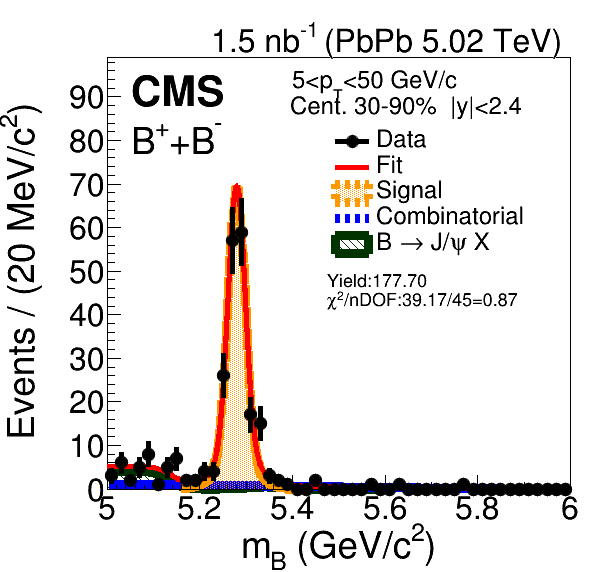 1.5 nb⁻¹ (PbPb 5.02 TeV)
CMS
B⁺+B⁻
5<p_T<50 GeV/c
Cent. 30-90% |y|<2.4
Data
Fit
Signal
Combinatorial
B → J/ψ X
Yield:177.70
χ²/nDOF:39.17/45=0.87
Events / (20 MeV/c²)
90
80
70
60
50
40
30
20
10
0
5 5.2 5.4 5.6 5.8 6
m_B (GeV/c²)